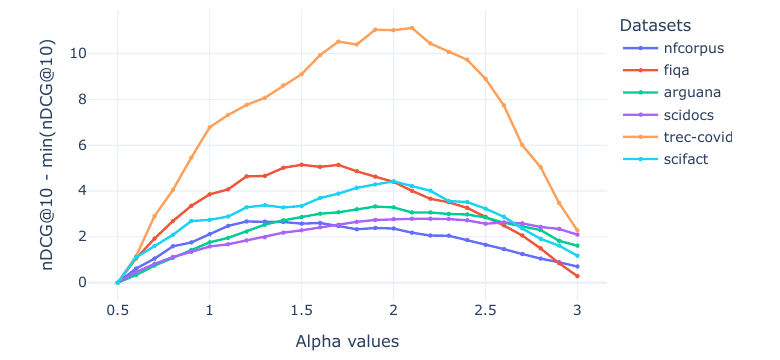 Datasets
nfcorpus
fiqa
arguana
scidocs
trec-covid
scifact
nDCG@10 - min(nDCG@10)
10
8
6
4
2
0
0.5 1 1.5 2 2.5 3
Alpha values